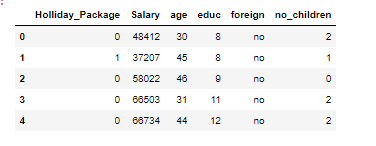 Holliday_Package Salary age educ foreign no_children
0 0 48412 30 8 no 2
1 1 37207 45 8 no 1
2 0 58022 46 9 no 0
3 0 66503 31 11 no 2
4 0 66734 44 12 no 2